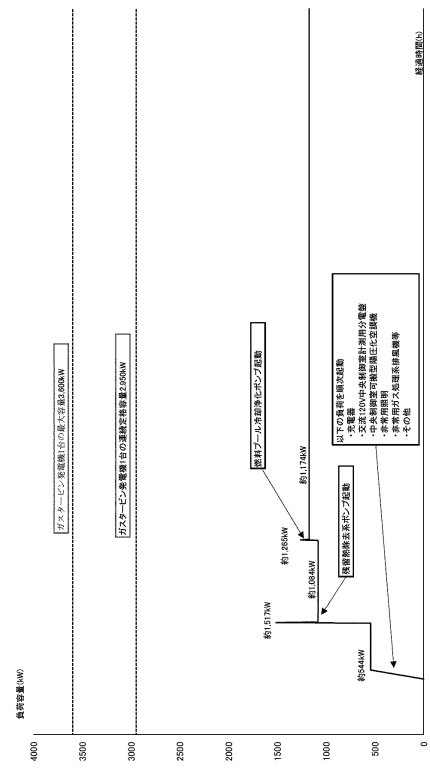 負荷容量(kW)
4000
3500
3000
2500
2000
1500
1000
500
0
ガスタービン発電機1台の最大容量3,600kW
ガスタービン発電機1台の連続定格容量2,950kW
燃料プール冷却浄化ポンプ起動
約1,517kW
約1,265kW
約1,174kW
約1,084kW
残留熱除去系ポンプ起動
約544kW
以下の負荷を順次起動
・充電器
・交流120V中央制御室計測用分電盤
・中央制御室可搬型陽圧化空調機
・非常用照明
・非常用ガス処理系排風機等
・その他
経過時間(h)